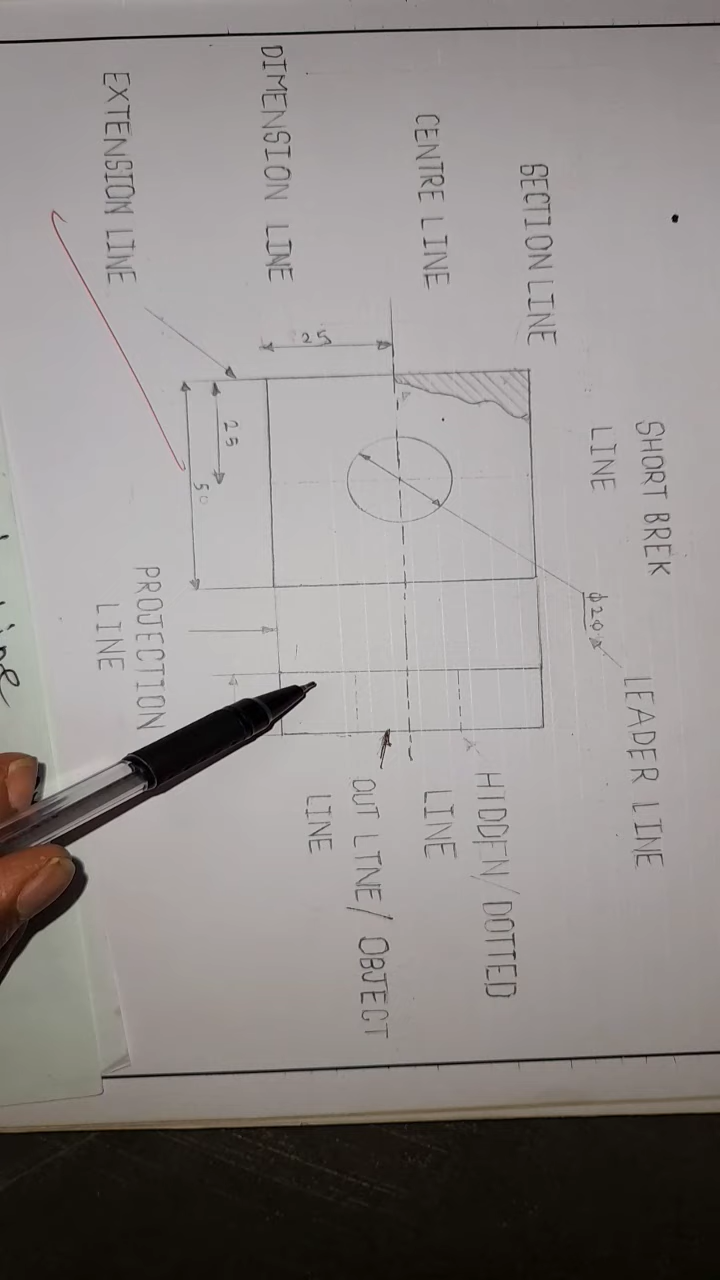 SECTION LINE
SHORT BREK
LINE
LEADER LINE
CENTRE LINE
DIMENSION LINE
EXTENSION LINE
25
25
50
ϕ20
HIDDEN/DOTTED
LINE
OUT LINE/OBJECT
LINE
PROJECTION
LINE